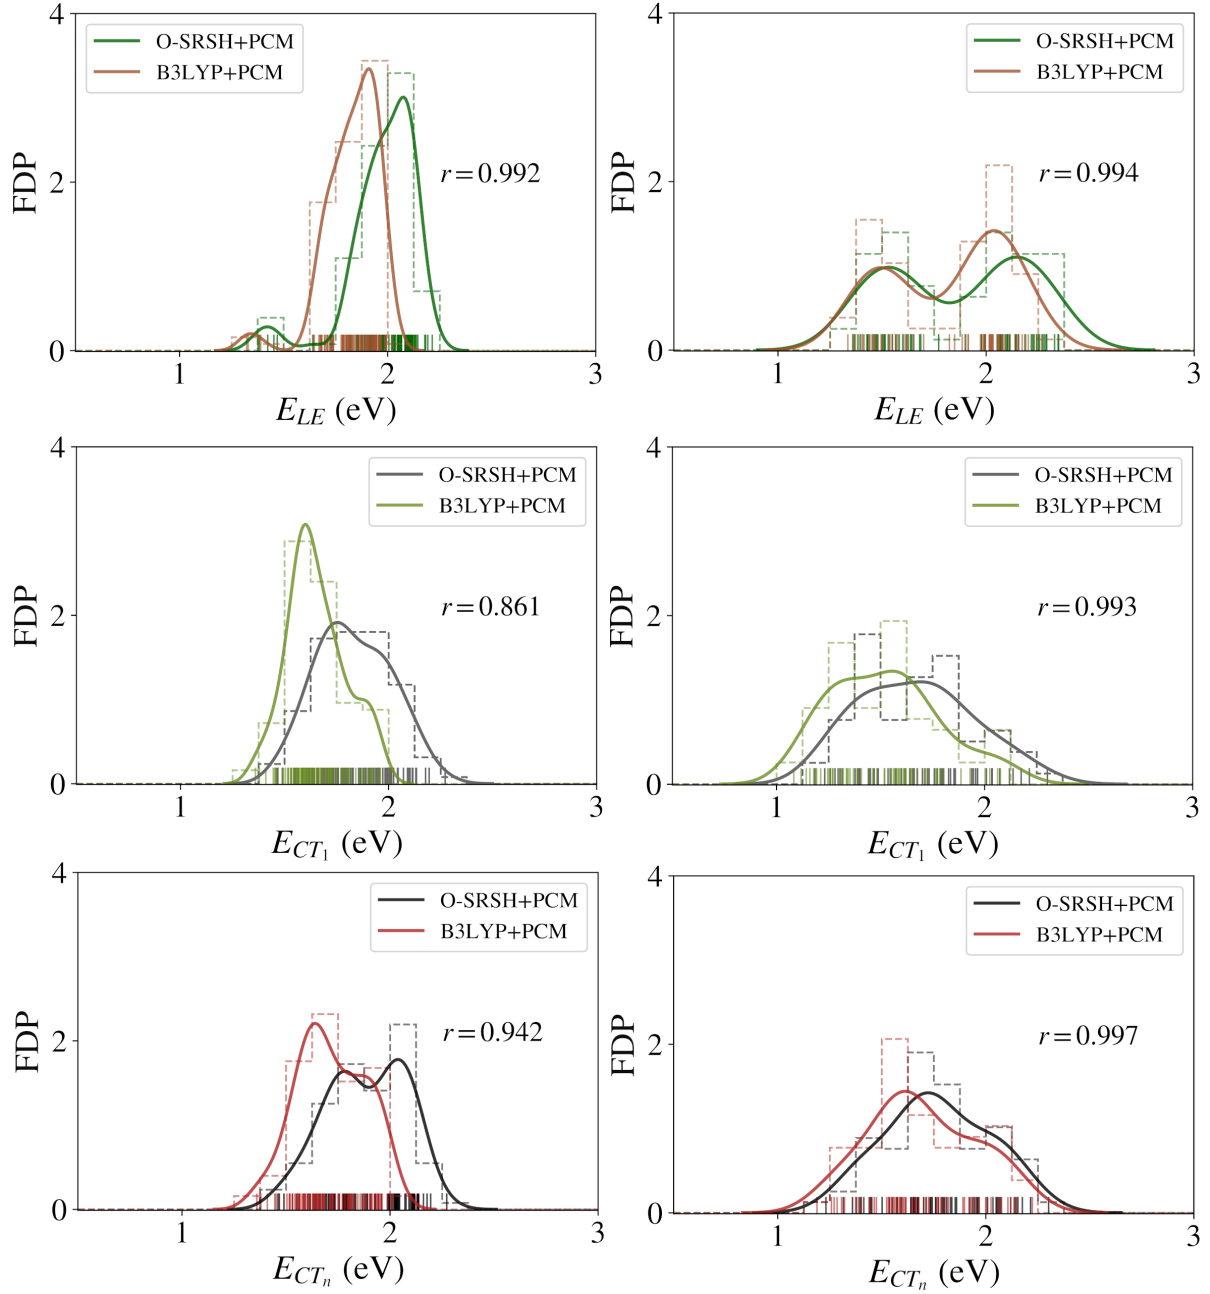 4
O-SRSH+PCM
B3LYP+PCM
FDP
2
r=0.992
0
1
2
3
E_LE (eV)
4
O-SRSH+PCM
B3LYP+PCM
FDP
2
r=0.994
0
1
2
3
E_LE (eV)
4
O-SRSH+PCM
B3LYP+PCM
FDP
2
r=0.861
0
1
2
3
E_CT_1 (eV)
4
O-SRSH+PCM
B3LYP+PCM
FDP
2
r=0.993
0
1
2
3
E_CT_1 (eV)
4
O-SRSH+PCM
B3LYP+PCM
FDP
2
r=0.942
0
1
2
3
E_CT_n (eV)
4
O-SRSH+PCM
B3LYP+PCM
FDP
2
r=0.997
0
1
2
3
E_CT_n (eV)